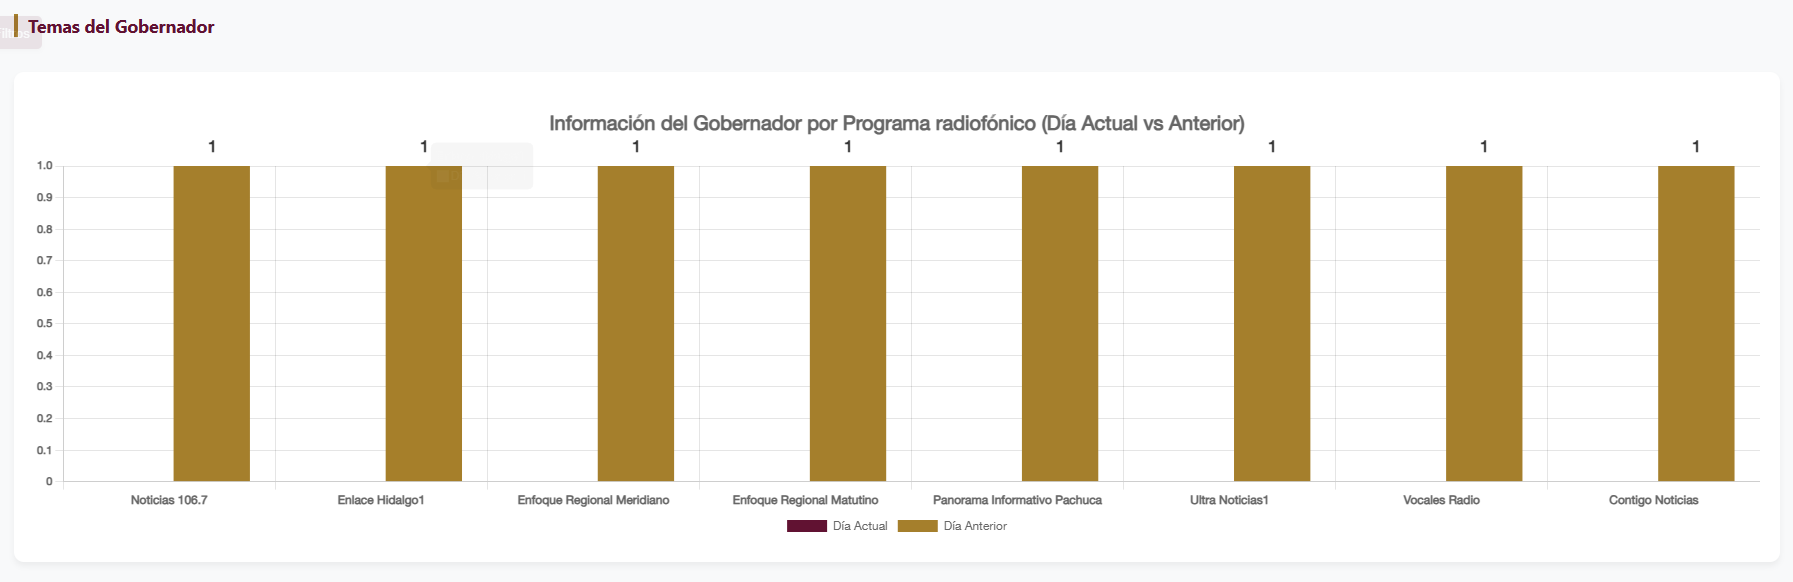 Temas del Gobernador
Información del Gobernador por Programa radiofónico (Día Actual vs Anterior)
1 1 1 1 1 1 1 1
1.0
0.9
0.8
0.7
0.6
0.5
0.4
0.3
0.2
0.1
0
Noticias 106.7 Enlace Hidalgo1 Enfoque Regional Meridiano Enfoque Regional Matutino Panorama Informativo Pachuca Ultra Noticias1 Vocales Radio Contigo Noticias
Día Actual Día Anterior